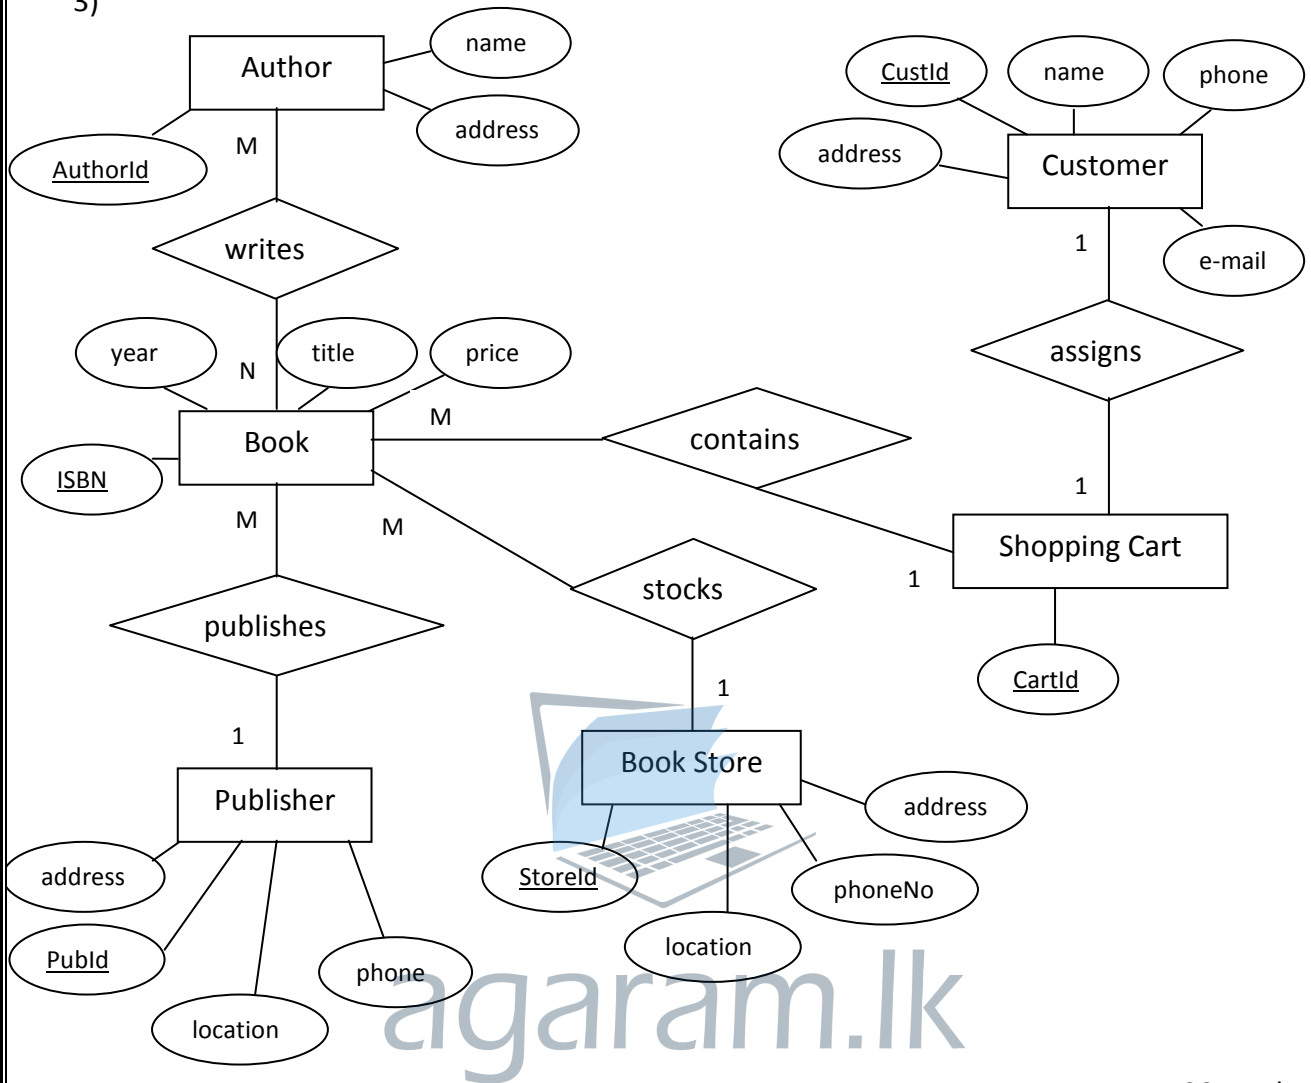 3)
name
Author
CustId
name
phone
address
M
address
Customer
AuthorId
writes
1
e-mail
year
title
price
assigns
N
M
Book
contains
ISBN
1
M
M
Shopping Cart
1
stocks
publishes
CartId
1
1
Book Store
Publisher
address
address
StoreId
phoneNo
location
PubId
phone
location
agaram.lk